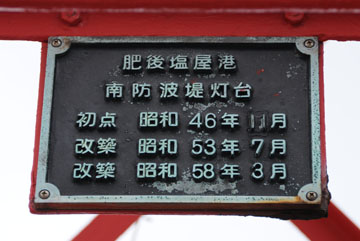 肥後塩屋港
南防波堤灯台
初点 昭和 46年 11月
改築 昭和 53年 7月
改築 昭和 58年 3月